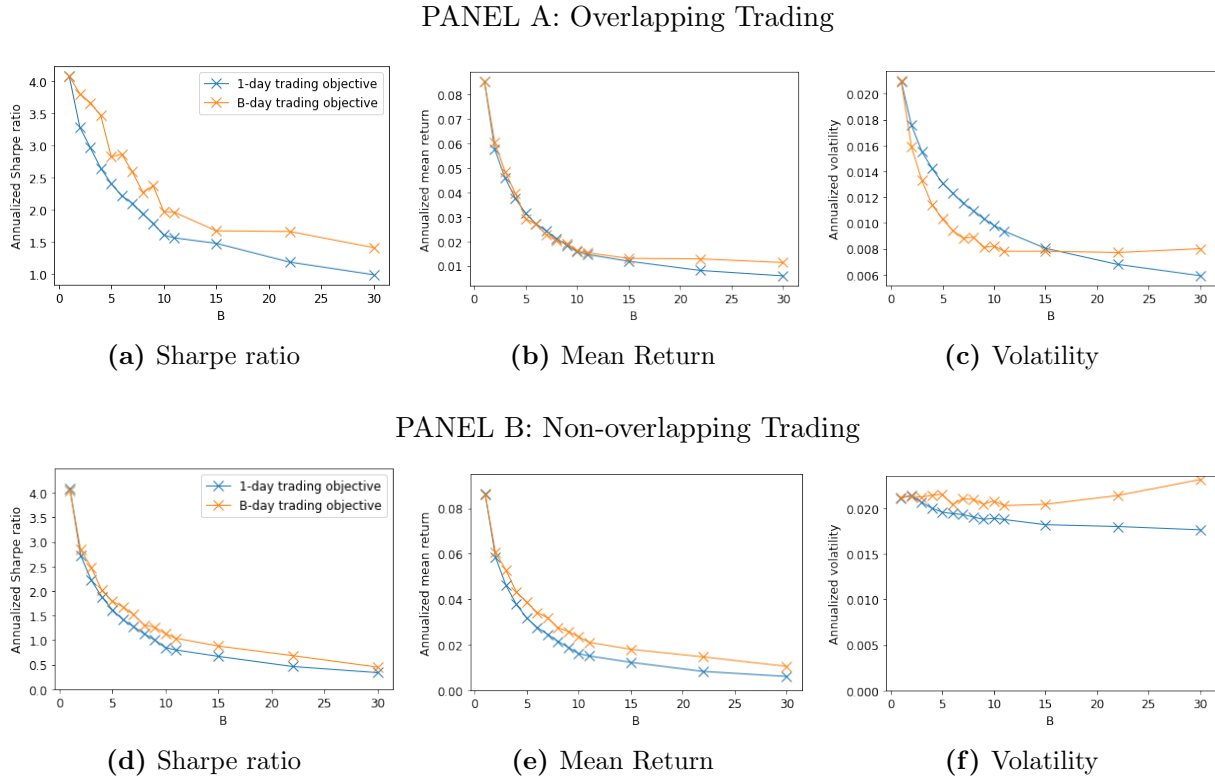 PANEL A: Overlapping Trading
Annualized Sharpe ratio
4.0
3.5
3.0
2.5
2.0
1.5
1.0
1-day trading objective
B-day trading objective
0 5 10 15 20 25 30
B
(a) Sharpe ratio
Annualized mean return
0.08
0.07
0.06
0.05
0.04
0.03
0.02
0.01
0 5 10 15 20 25 30
B
(b) Mean Return
Annualized volatility
0.020
0.018
0.016
0.014
0.012
0.010
0.008
0.006
0 5 10 15 20 25 30
B
(c) Volatility
PANEL B: Non-overlapping Trading
Annualized Sharpe ratio
4.0
3.5
3.0
2.5
2.0
1.5
1.0
0.5
0.0
1-day trading objective
B-day trading objective
0 5 10 15 20 25 30
B
(d) Sharpe ratio
Annualized mean return
0.08
0.06
0.04
0.02
0.00
0 5 10 15 20 25 30
B
(e) Mean Return
Annualized volatility
0.020
0.015
0.010
0.005
0.000
0 5 10 15 20 25 30
B
(f) Volatility